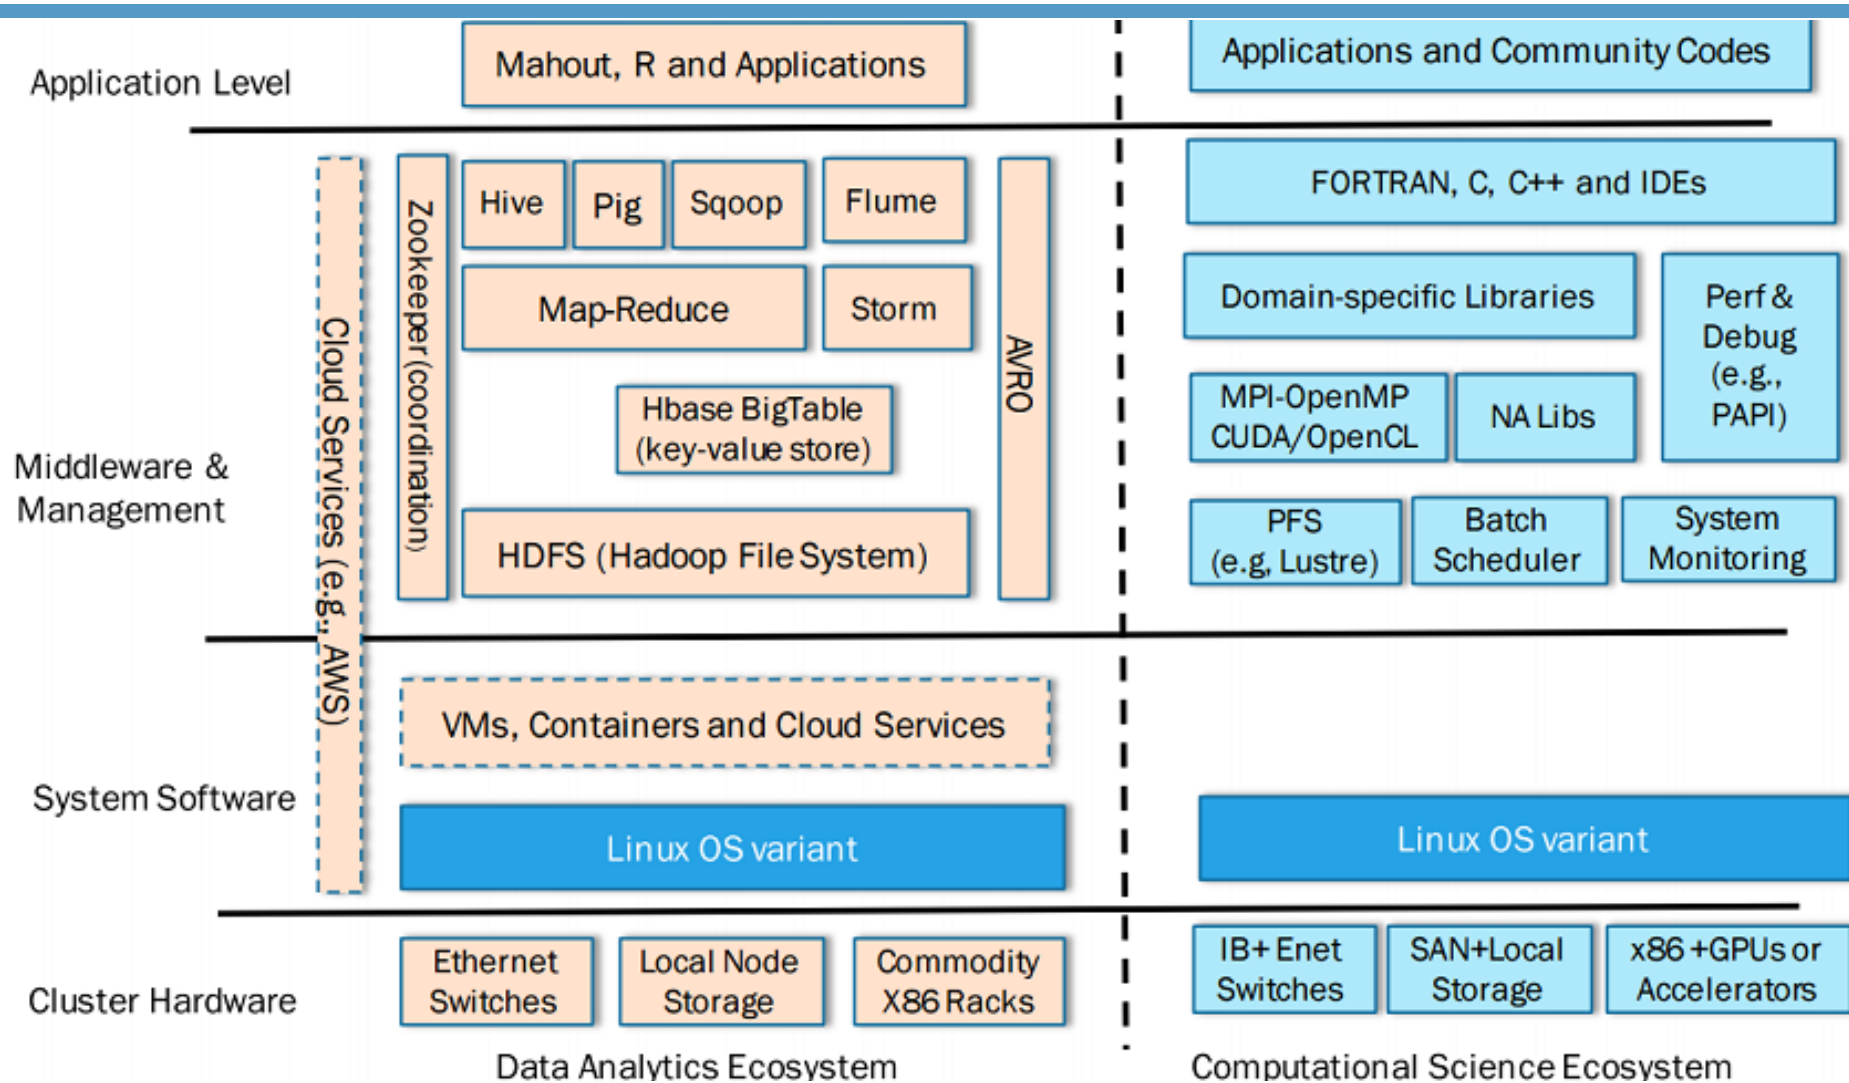 Application Level
Mahout, R and Applications
Applications and Community Codes
Middleware &
Management
Cloud Services (e.g., AWS)
Zookeeper (coordination)
Hive
Pig
Sqoop
Flume
Map-Reduce
Storm
Hbase BigTable
(key-value store)
HDFS (Hadoop File System)
AVRO
FORTRAN, C, C++ and IDEs
Domain-specific Libraries
Perf &
Debug
(e.g.,
PAPI)
MPI-OpenMP
CUDA/OpenCL
NA Libs
PFS
(e.g, Lustre)
Batch
Scheduler
System
Monitoring
System Software
VMs, Containers and Cloud Services
Linux OS variant
Linux OS variant
Cluster Hardware
Ethernet
Switches
Local Node
Storage
Commodity
X86 Racks
IB+ Enet
Switches
SAN+Local
Storage
x86 +GPUs or
Accelerators
Data Analytics Ecosystem
Computational Science Ecosystem